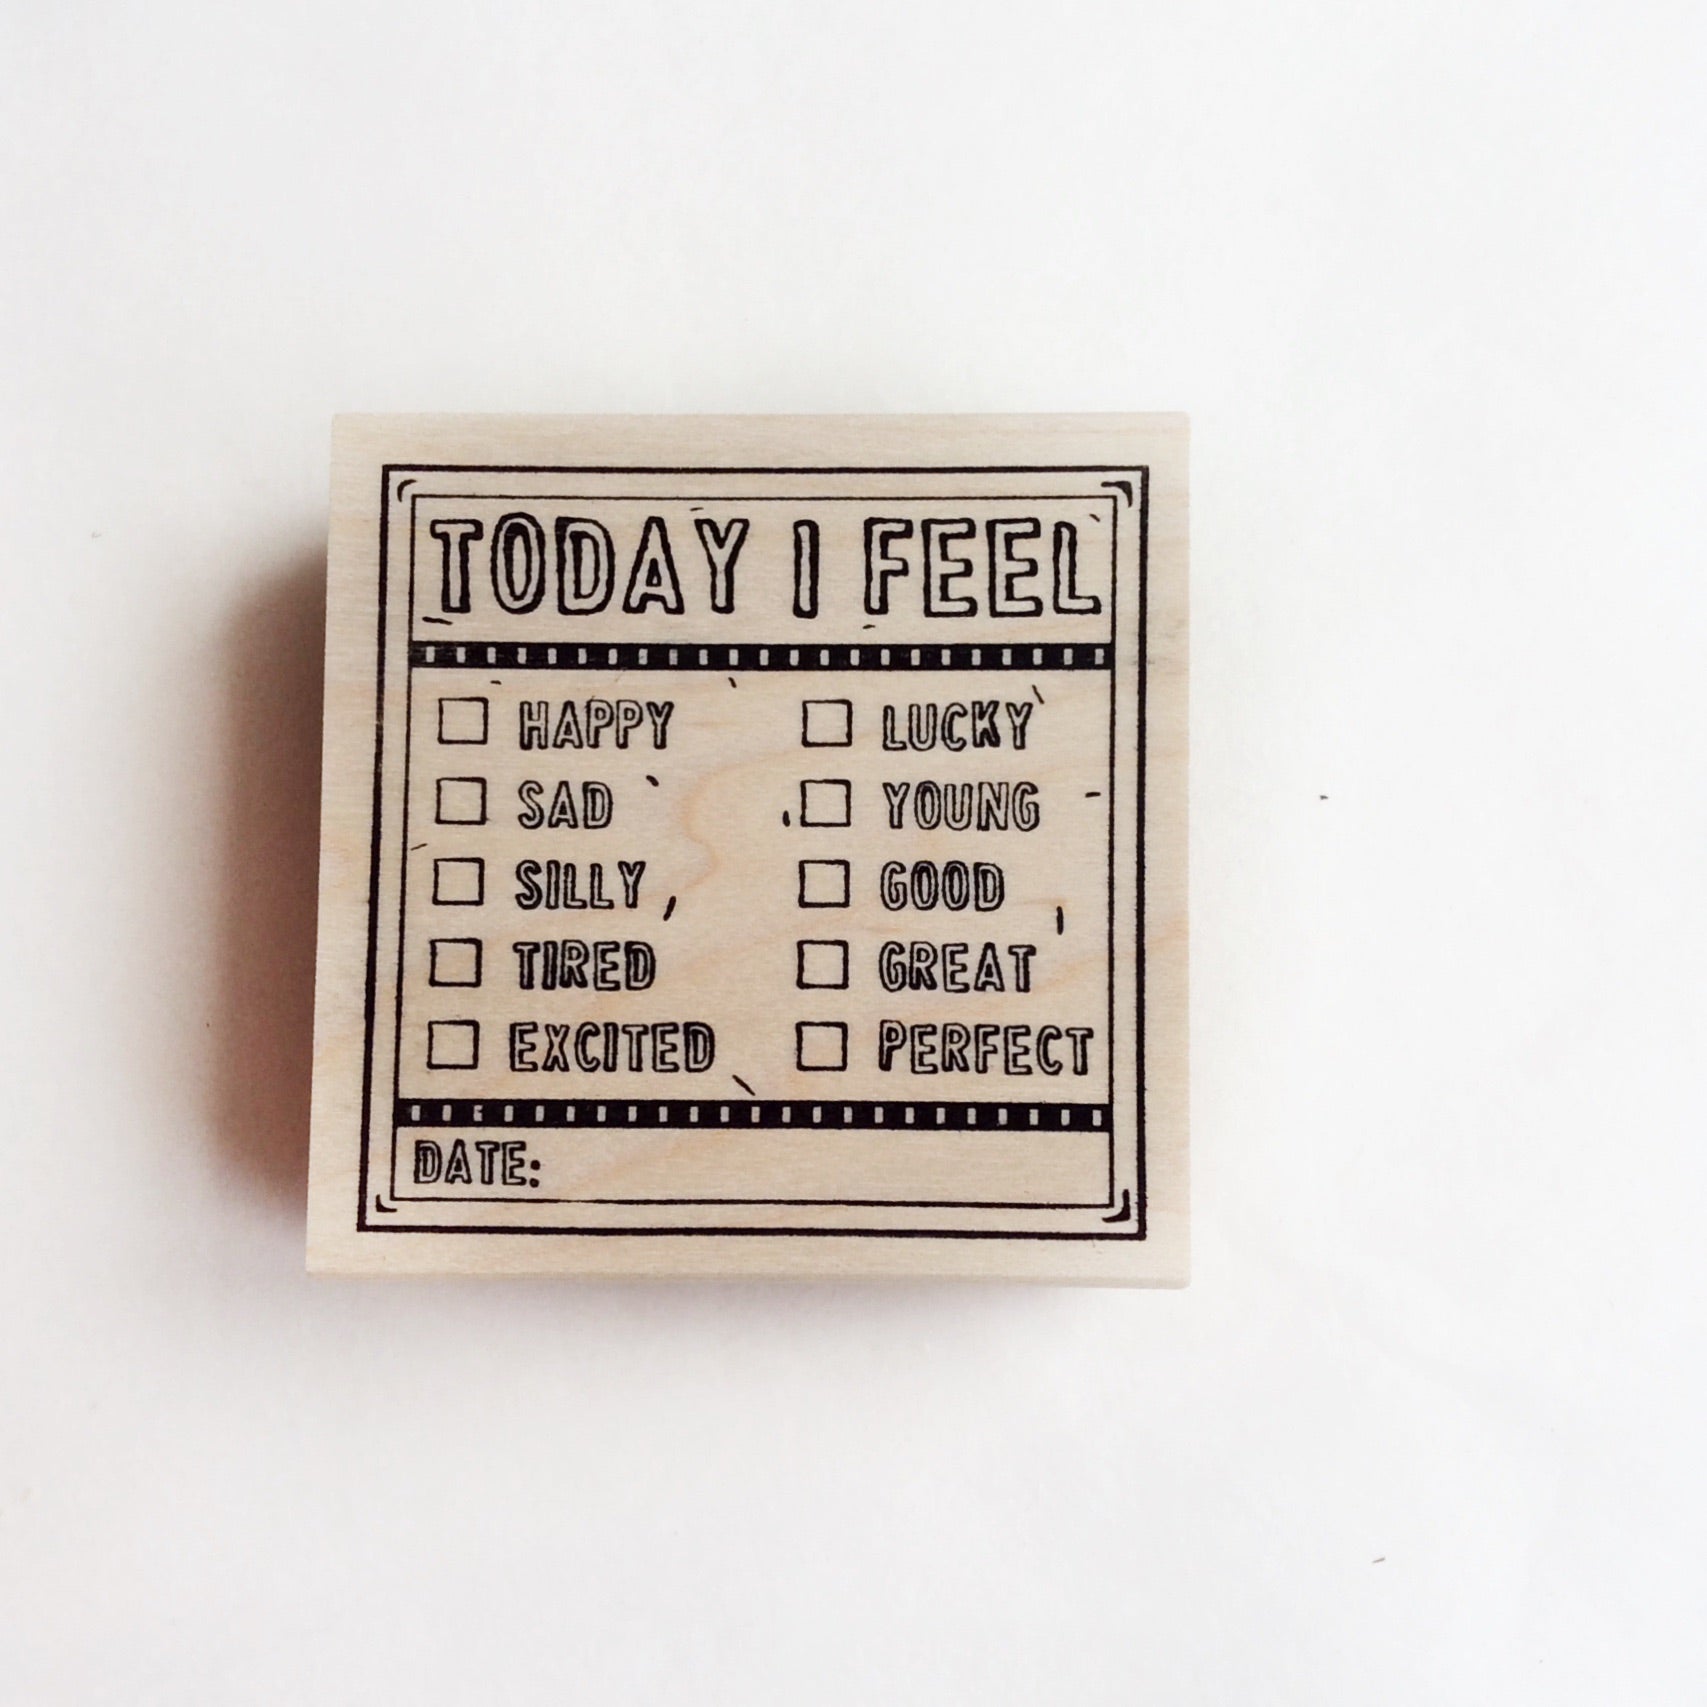 TODAY I FEEL
HAPPY
SAD
SILLY
TIRED
EXCITED
LUCKY
YOUNG
GOOD
GREAT
PERFECT
DATE: